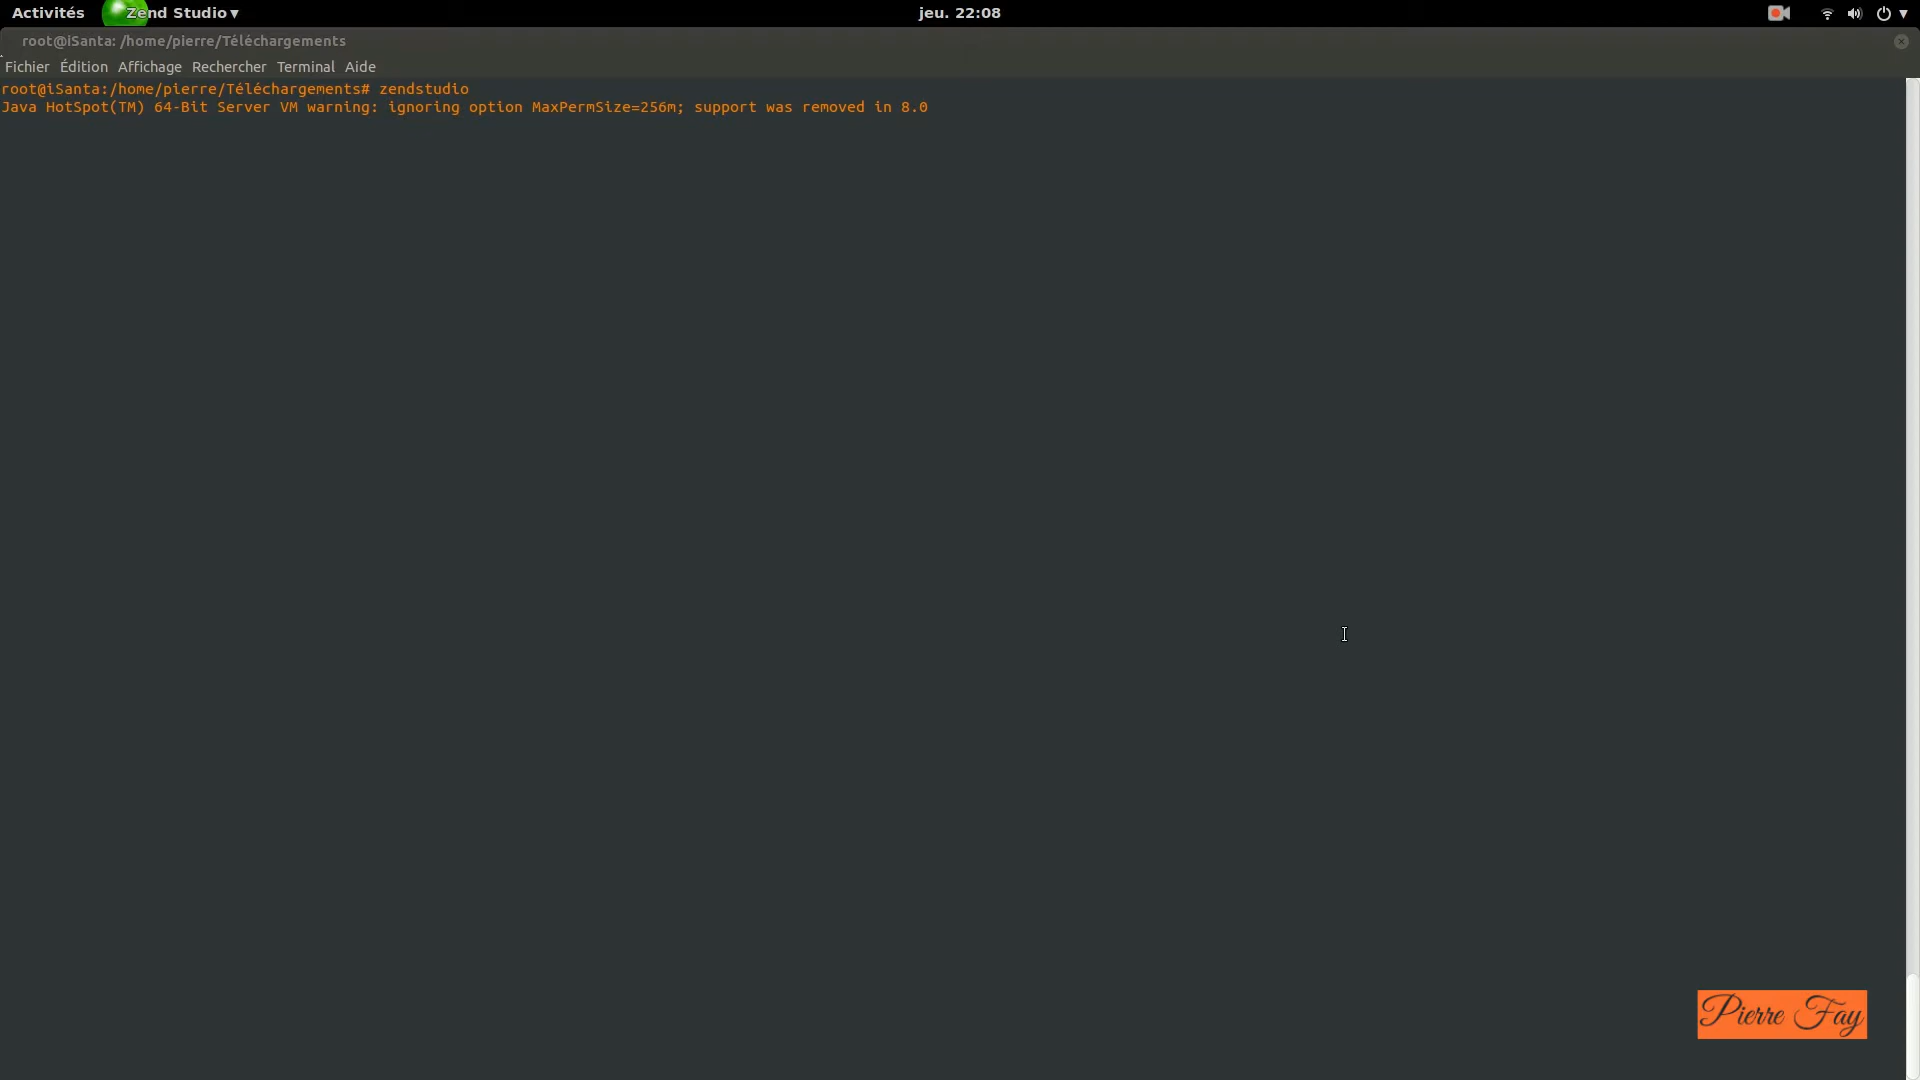 Activités Zend Studio ▾ jeu. 22:08
root@iSanta: /home/pierre/Téléchargements
Fichier Édition Affichage Rechercher Terminal Aide
root@iSanta:/home/pierre/Téléchargements# zendstudio
Java HotSpot(TM) 64-Bit Server VM warning: ignoring option MaxPermSize=256m; support was removed in 8.0
Pierre Fay